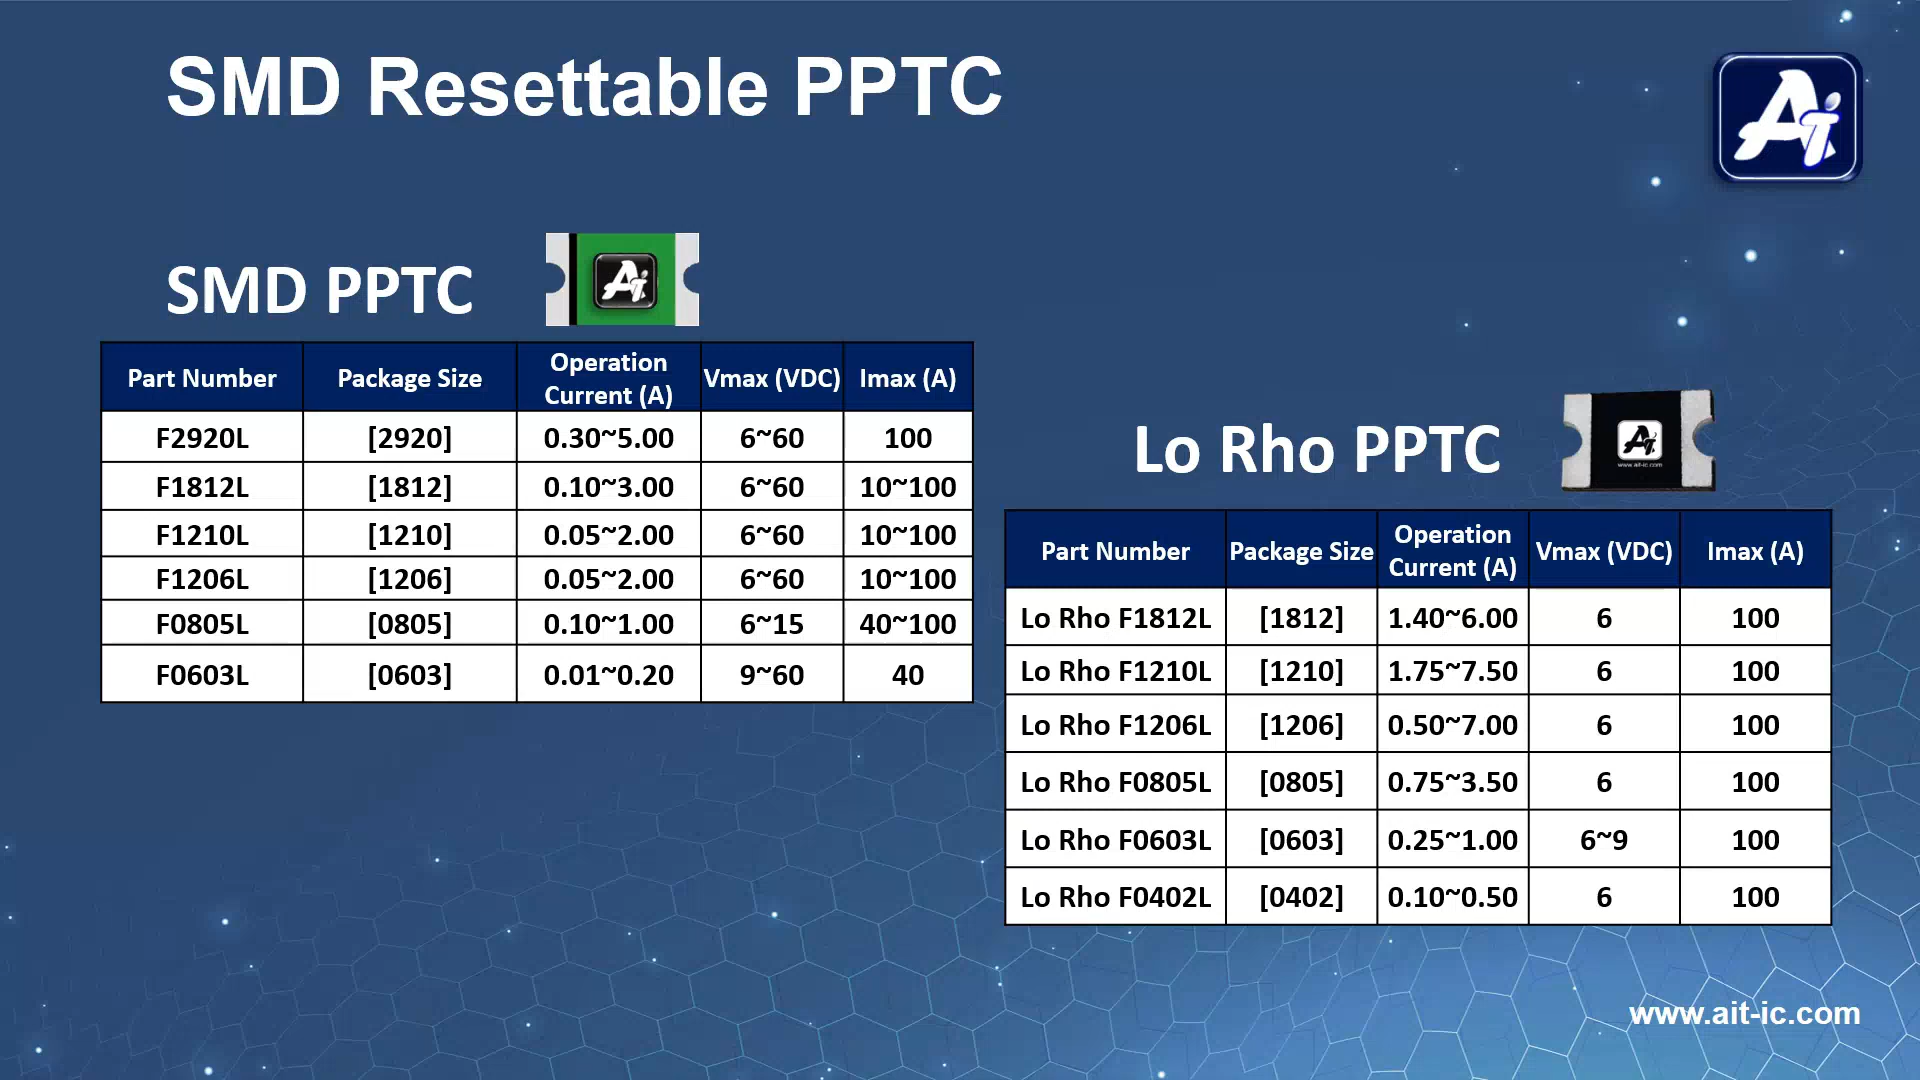 SMD Resettable PPTC
Ai
SMD PPTC
Ai
Part Number Package Size Operation Current (A) Vmax (VDC) Imax (A)
F2920L [2920] 0.30~5.00 6~60 100
F1812L [1812] 0.10~3.00 6~60 10~100
F1210L [1210] 0.05~2.00 6~60 10~100
F1206L [1206] 0.05~2.00 6~60 10~100
F0805L [0805] 0.10~1.00 6~15 40~100
F0603L [0603] 0.01~0.20 9~60 40
Lo Rho PPTC
Ai
www.ait-ic.com
Part Number Package Size Operation Current (A) Vmax (VDC) Imax (A)
Lo Rho F1812L [1812] 1.40~6.00 6 100
Lo Rho F1210L [1210] 1.75~7.50 6 100
Lo Rho F1206L [1206] 0.50~7.00 6 100
Lo Rho F0805L [0805] 0.75~3.50 6 100
Lo Rho F0603L [0603] 0.25~1.00 6~9 100
Lo Rho F0402L [0402] 0.10~0.50 6 100
www.ait-ic.com